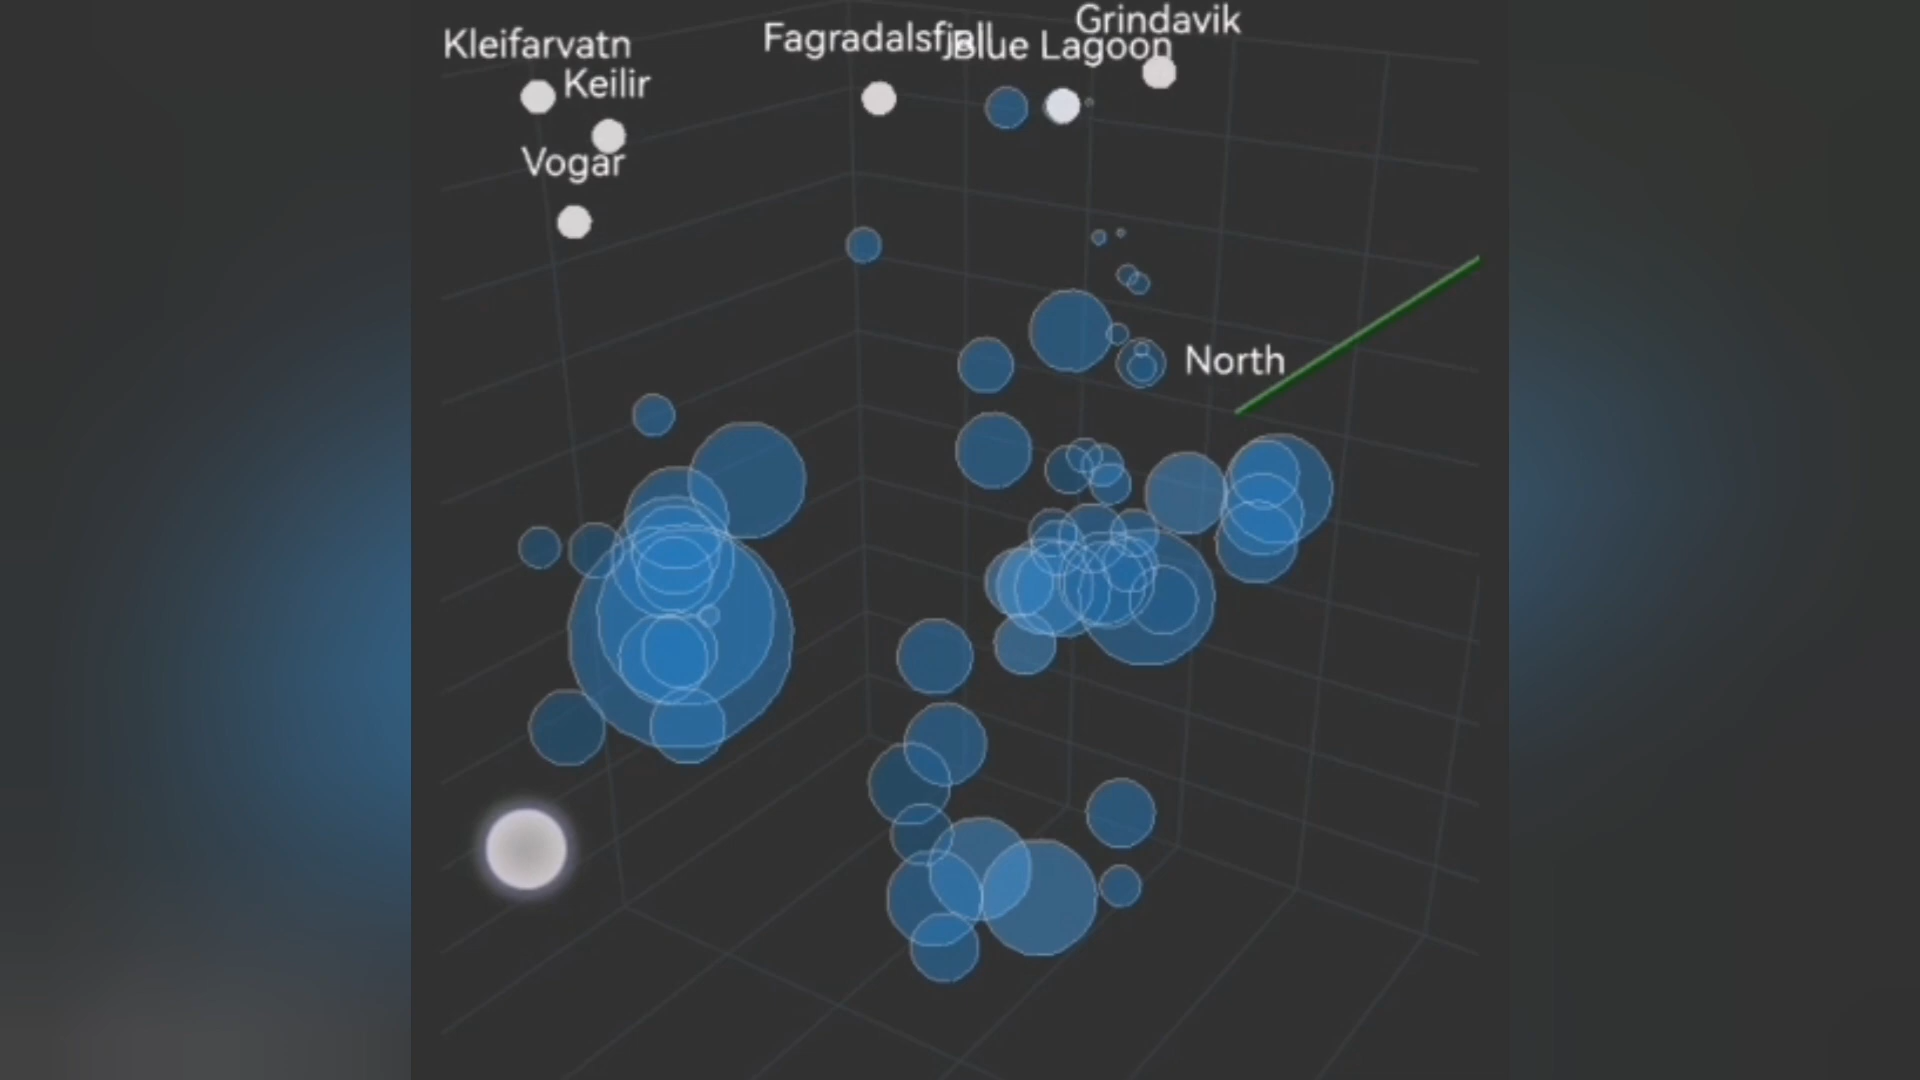 Kleifarvatn
Keilir
Vogar
Fagradalsfjall
Blue Lagoon
Grindavik
North